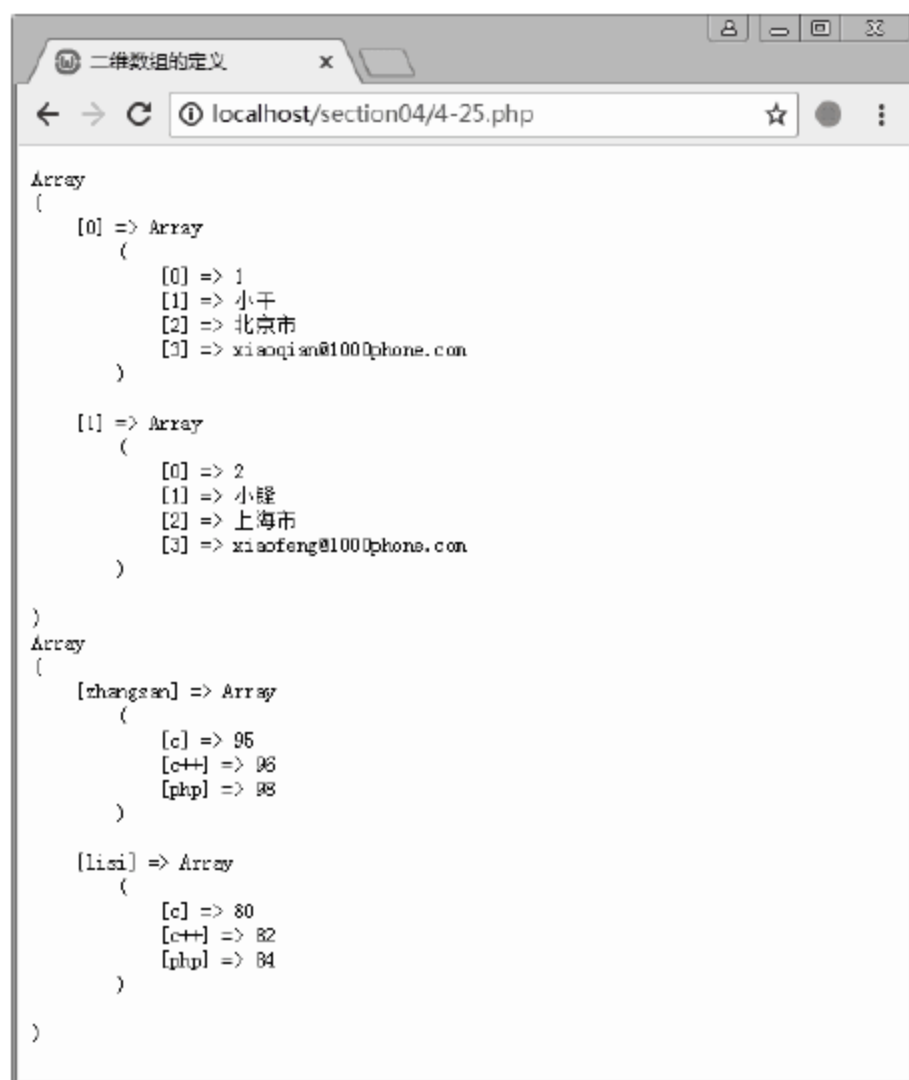 二维数组的定义
localhost/section04/4-25.php
Array
(
    [0] => Array
        (
            [0] => 1
            [1] => 小千
            [2] => 北京市
            [3] => xiaoqian@1000phone.com
        )
    [1] => Array
        (
            [0] => 2
            [1] => 小锋
            [2] => 上海市
            [3] => xiaofeng@1000phone.com
        )
)
Array
(
    [zhangsan] => Array
        (
            [c] => 95
            [c++] => 96
            [php] => 98
        )
    [lisi] => Array
        (
            [c] => 80
            [c++] => 82
            [php] => 84
        )
)